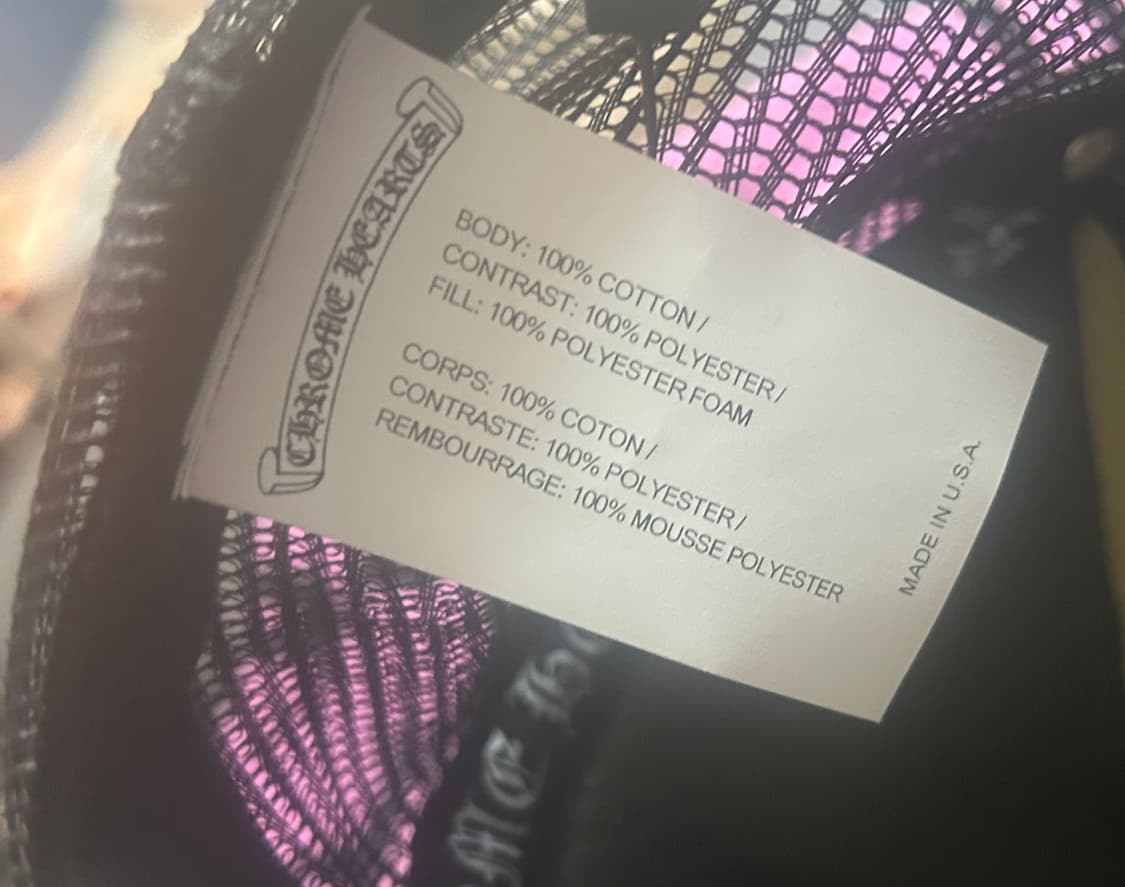 CHROME HEARTS
BODY: 100% COTTON /
CONTRAST: 100% POLYESTER /
FILL: 100% POLYESTER FOAM
CORPS: 100% COTON /
CONTRASTE: 100% POLYESTER /
REMBOURRAGE: 100% MOUSSE POLYESTER
MADE IN U.S.A.